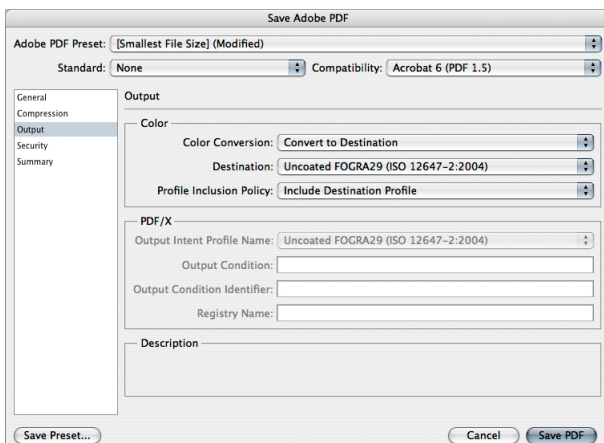 Save Adobe PDF
Adobe PDF Preset: [Smallest File Size] (Modified)
Standard: None Compatibility: Acrobat 6 (PDF 1.5)
General
Compression
Output
Security
Summary
Output
Color
Color Conversion: Convert to Destination
Destination: Uncoated FOGRA29 (ISO 12647-2:2004)
Profile Inclusion Policy: Include Destination Profile
PDF/X
Output Intent Profile Name: Uncoated FOGRA29 (ISO 12647-2:2004)
Output Condition:
Output Condition Identifier:
Registry Name:
Description
Save Preset... Cancel Save PDF